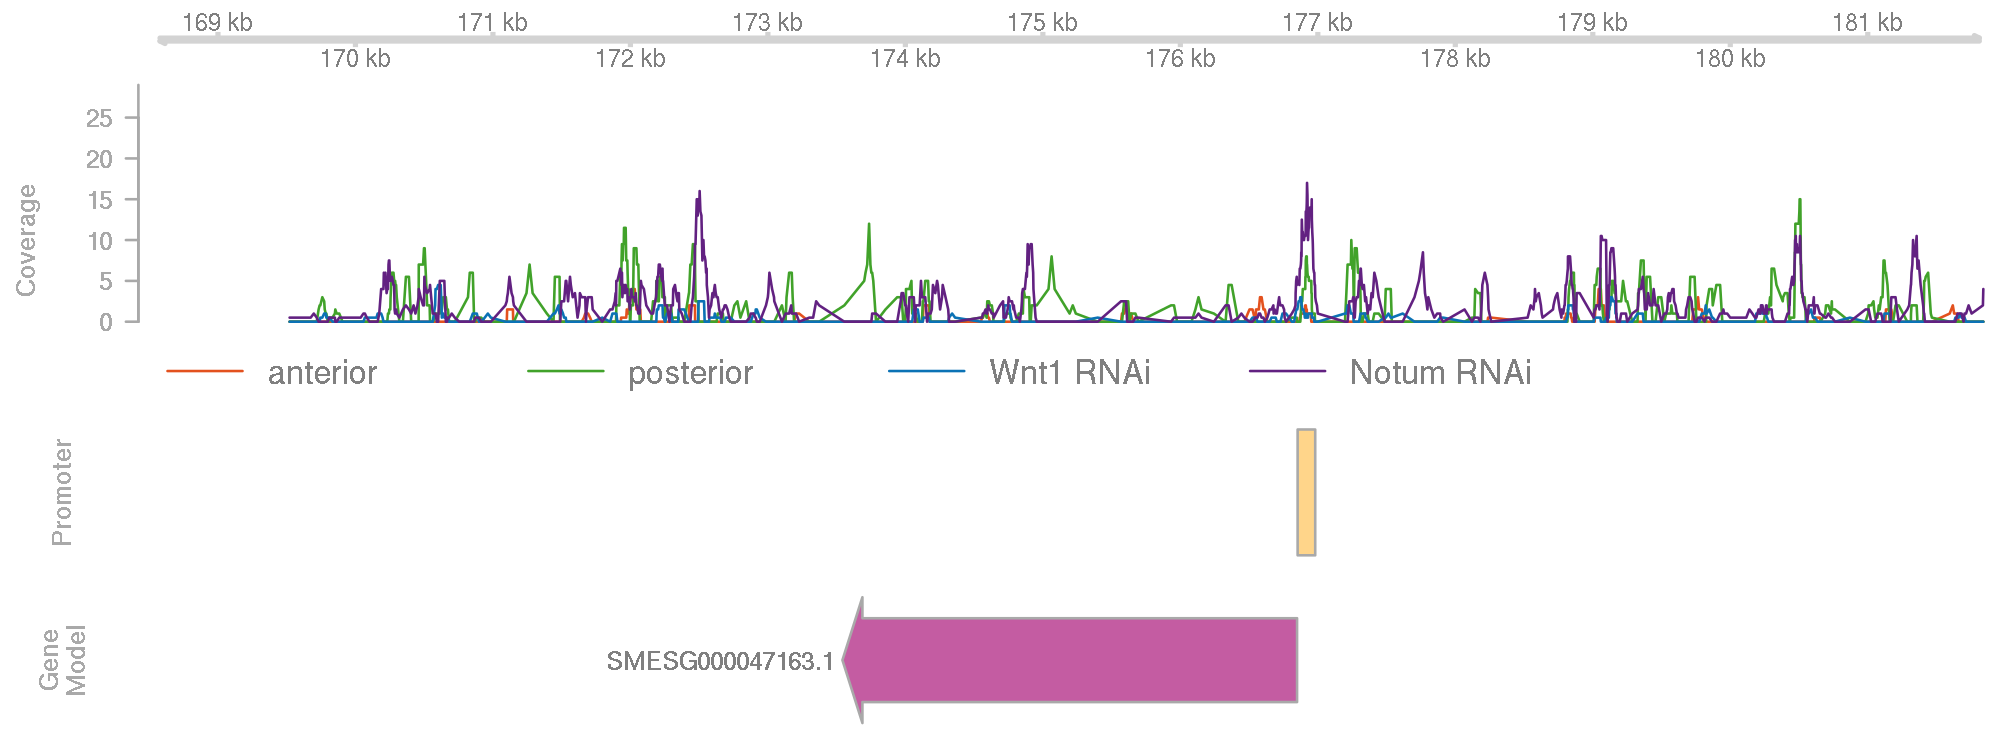 169 kb 171 kb 173 kb 175 kb 177 kb 179 kb 181 kb
170 kb 172 kb 174 kb 176 kb 178 kb 180 kb
25
20
15
10
5
0
Coverage
anterior posterior Wnt1 RNAi Notum RNAi
Promoter
Gene
Model
SMESG000047163.1